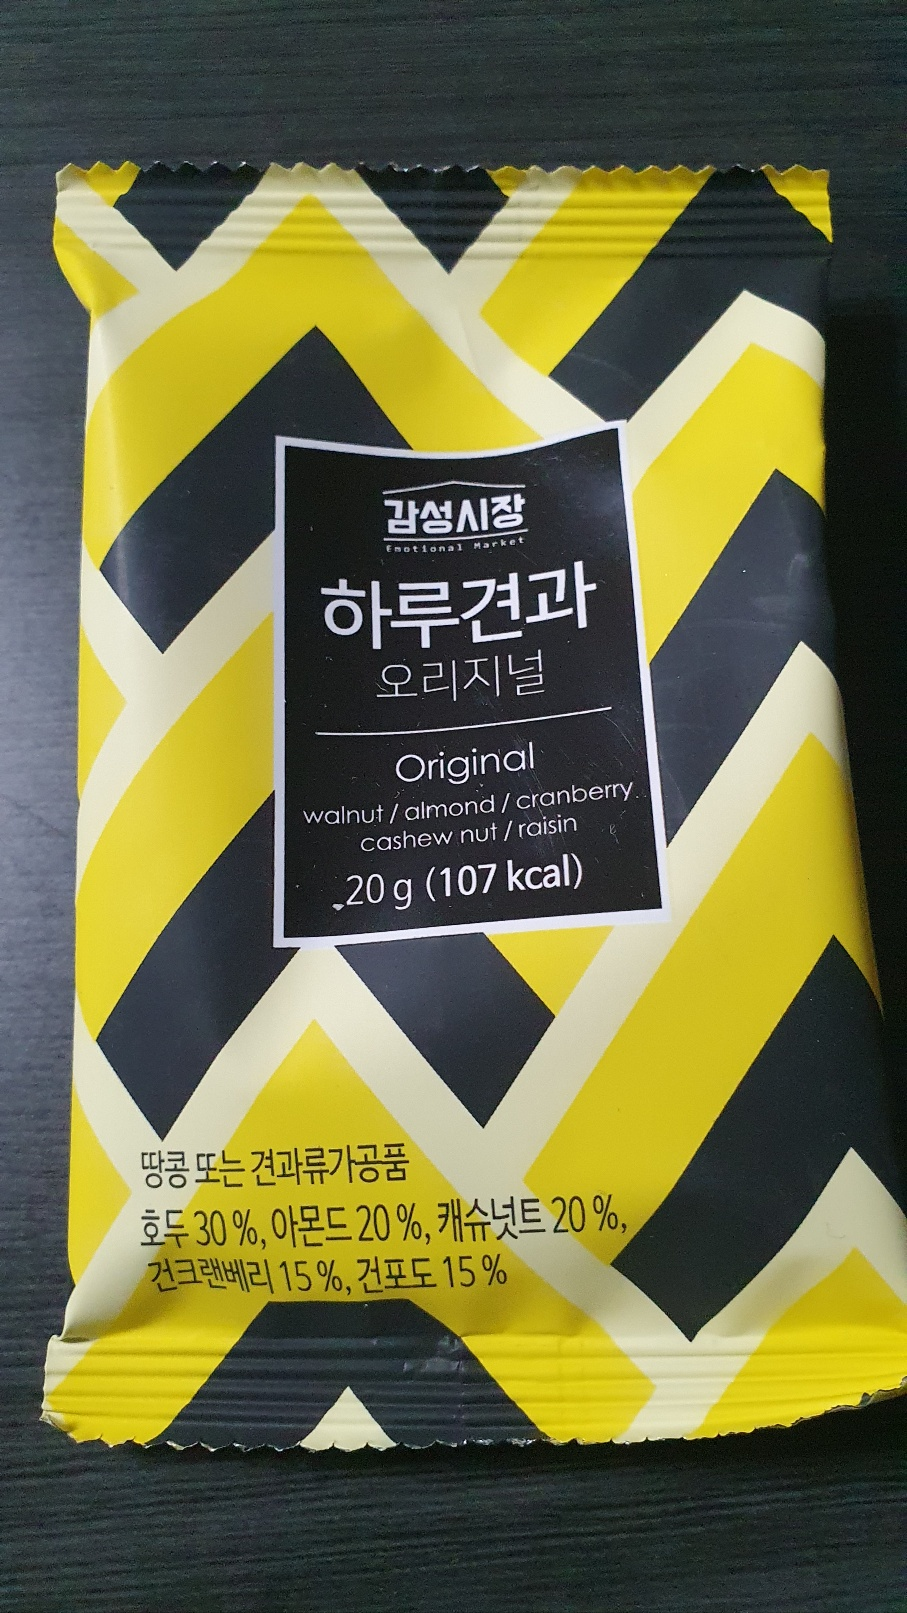 감성시장
Emotional Market
하루견과
오리지널
Original
walnut / almond / cranberry
cashew nut / raisin
20 g (107 kcal)
땅콩 또는 견과류가공품
호두 30 %, 아몬드 20 %, 캐슈넛트 20 %,
건크랜베리 15 %, 건포도 15 %